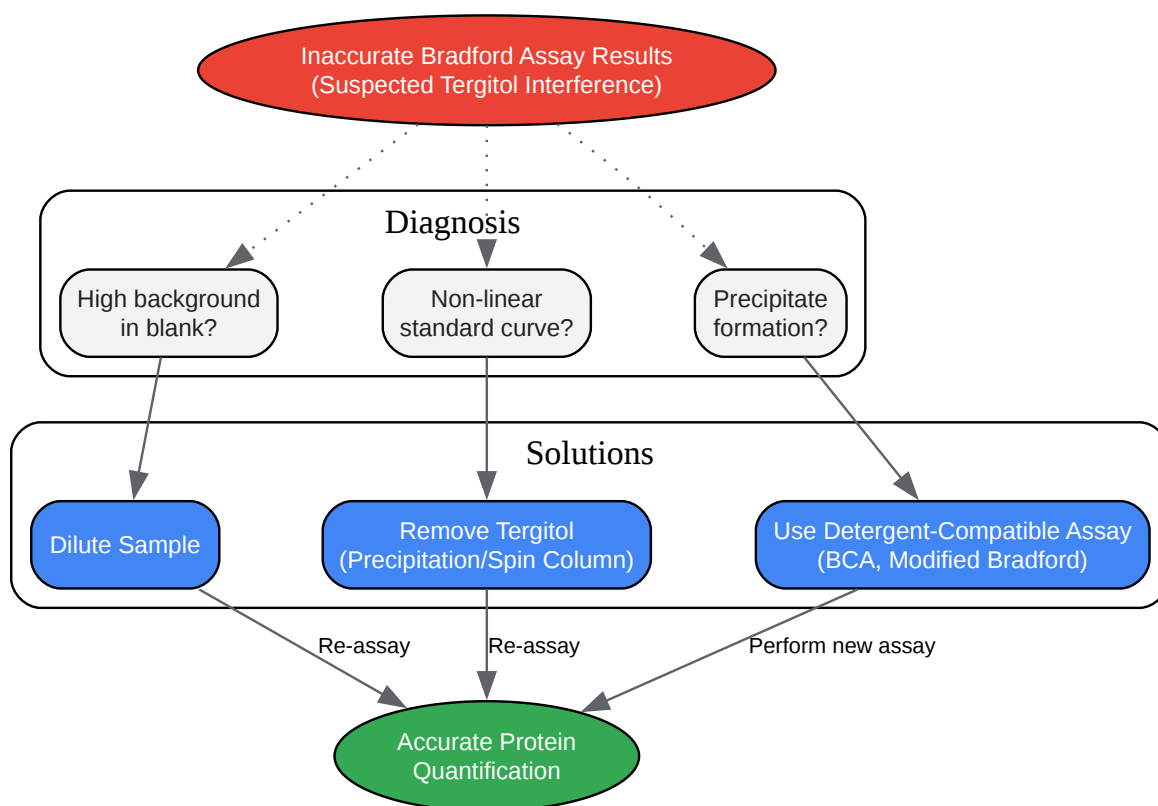 Inaccurate Bradford Assay Results
(Suspected Tergitol Interference)
Diagnosis
High background
in blank?
Non-linear
standard curve?
Precipitate
formation?
Solutions
Dilute Sample
Remove Tergitol
(Precipitation/Spin Column)
Use Detergent-Compatible Assay
(BCA, Modified Bradford)
Re-assay
Re-assay
Perform new assay
Accurate Protein
Quantification